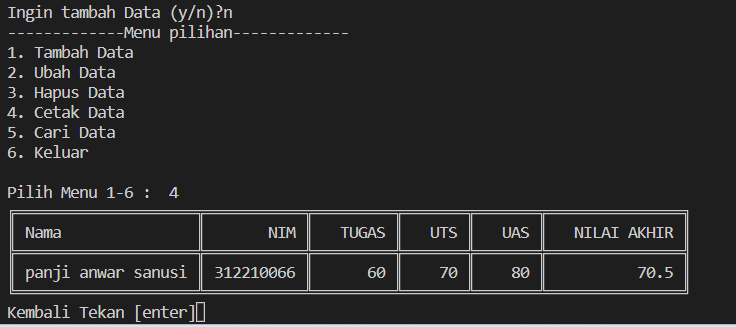 Ingin tambah Data (y/n)?n
-------------Menu pilihan-------------
1. Tambah Data
2. Ubah Data
3. Hapus Data
4. Cetak Data
5. Cari Data
6. Keluar
Pilih Menu 1-6 :  4
Nama NIM TUGAS UTS UAS NILAI AKHIR
panji anwar sanusi 312210066 60 70 80 70.5
Kembali Tekan [enter]